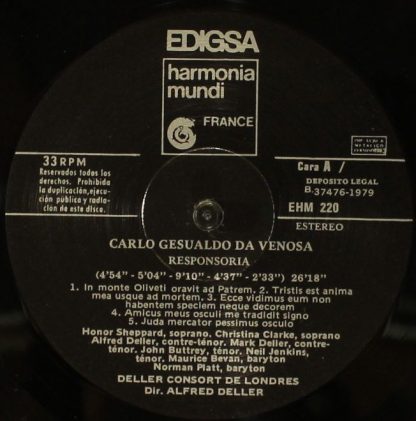 EDIGSA
harmonia
mundi
FRANCE
33 RPM
Reservados todos los
derechos. Prohibida
la duplicación, ejecu-
ción pública y radia-
ción de este disco.
Cara A /
DEPOSITO LEGAL
B.37476-1979
EHM 220
ESTEREO
CARLO GESUALDO DA VENOSA
RESPONSORIA
(4'54" - 5'04" - 9'10" - 4'37" - 2'33") 26'18"
1. In monte Oliveti oravit ad Patrem. 2. Tristis est anima
mea usque ad mortem. 3. Ecce vidimus eum non
habentem speciem neque decorem
4. Amicus meus osculi me tradidit signo
5. Juda mercator pessimus osculo
Honor Sheppard, soprano. Christina Clarke, soprano
Alfred Deller, contre-ténor. Mark Deller, contre-
ténor. John Buttrey, ténor. Neil Jenkins,
ténor. Maurice Bevan, baryton
Norman Platt, baryton
DELLER CONSORT DE LONDRES
Dir. ALFRED DELLER